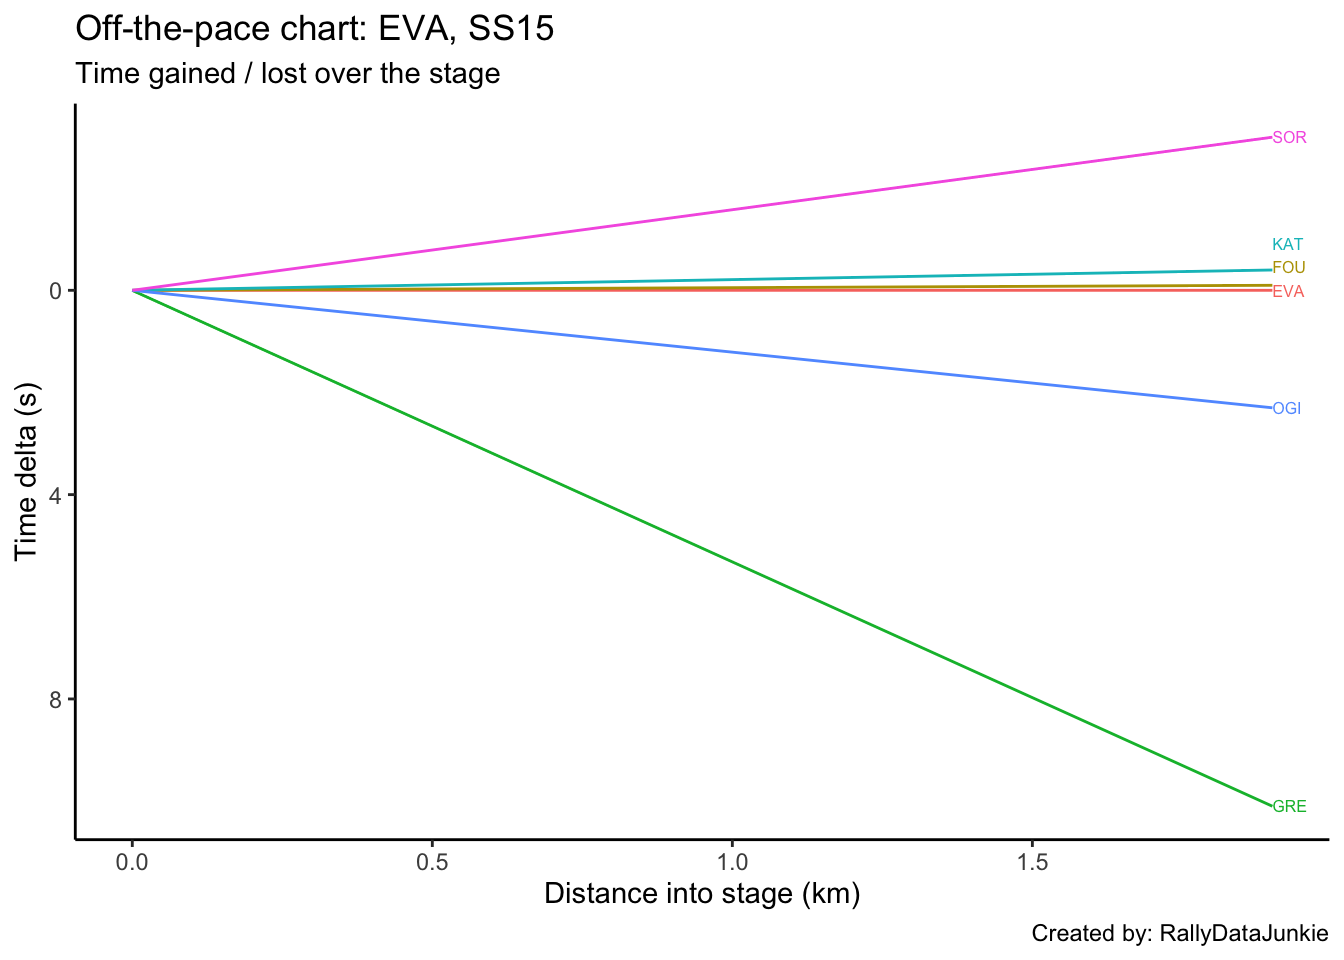 Off-the-pace chart: EVA, SS15
Time gained / lost over the stage
SOR
KAT
FOU
EVA
OGI
GRE
0
4
8
Time delta (s)
0.0 0.5 1.0 1.5
Distance into stage (km)
Created by: RallyDataJunkie